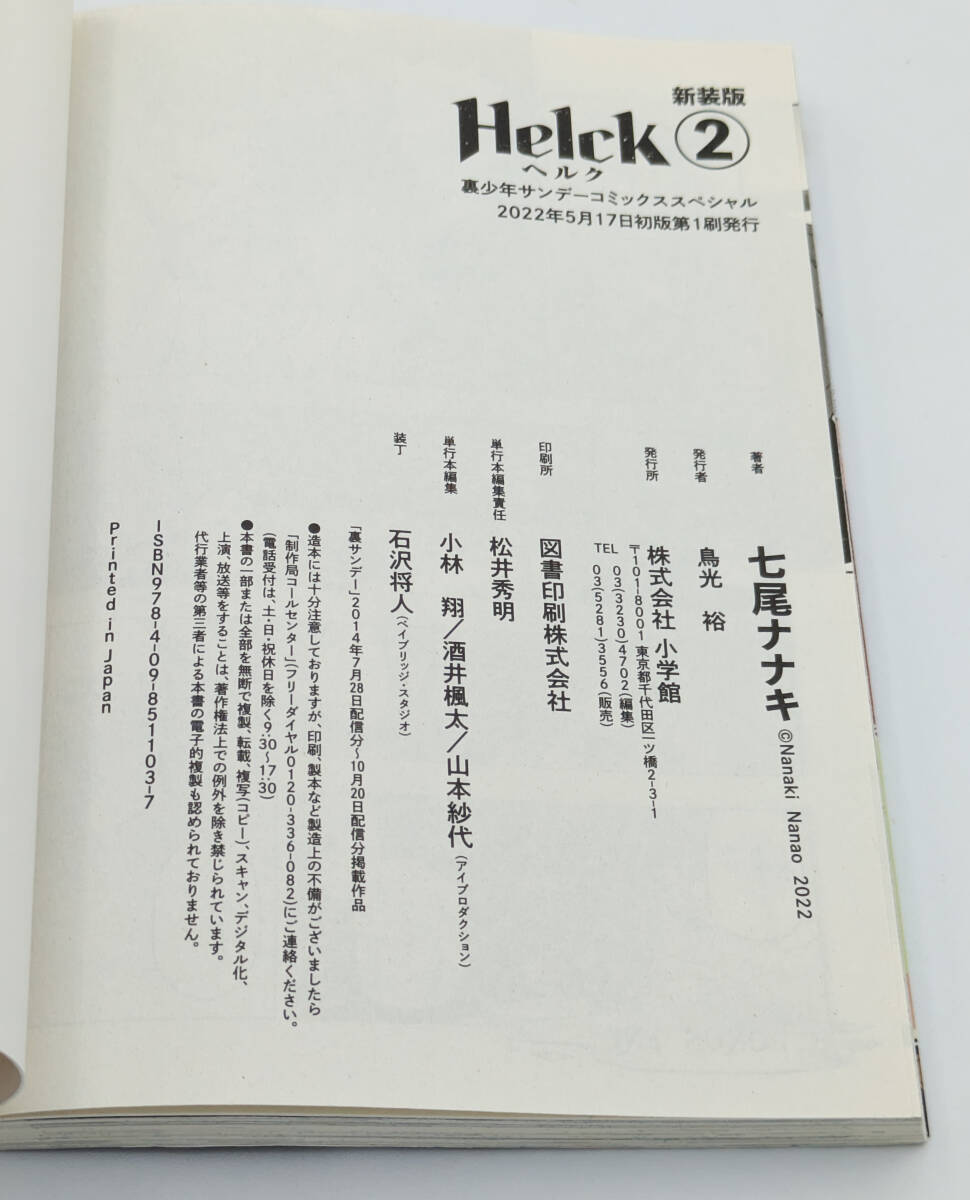 新装版
Helck ②
ヘルク
裏少年サンデーコミックススペシャル
2022年5月17日初版第1刷発行
著者 七尾ナナキ ©Nanaki Nanao 2022
発行者 鳥光 裕
発行所 株式会社 小学館
〒101-8001 東京都千代田区一ツ橋2-3-1
TEL 03(3230)4702(編集)
03(5281)3556(販売)
印刷所 図書印刷株式会社
単行本編集責任 松井秀明
単行本編集 小林 翔/酒井楓太/山本紗代(アイプロダクション)
装丁 石沢将人(ベイブリッジ・スタジオ)
「裏サンデー」2014年7月28日配信分～10月20日配信分掲載作品
●造本には十分注意しておりますが、印刷、製本など製造上の不備がございましたら
「制作局コールセンター」(フリーダイヤル0120-336-082)にご連絡ください。
(電話受付は、土・日・祝休日を除く9:30～17:30)
●本書の一部または全部を無断で複製、転載、複写(コピー)、スキャン、デジタル化、
上演、放送等をすることは、著作権法上での例外を除き禁じられています。
代行業者等の第三者による本書の電子的複製も認められておりません。
ISBN978-4-09-851103-7
Printed in Japan